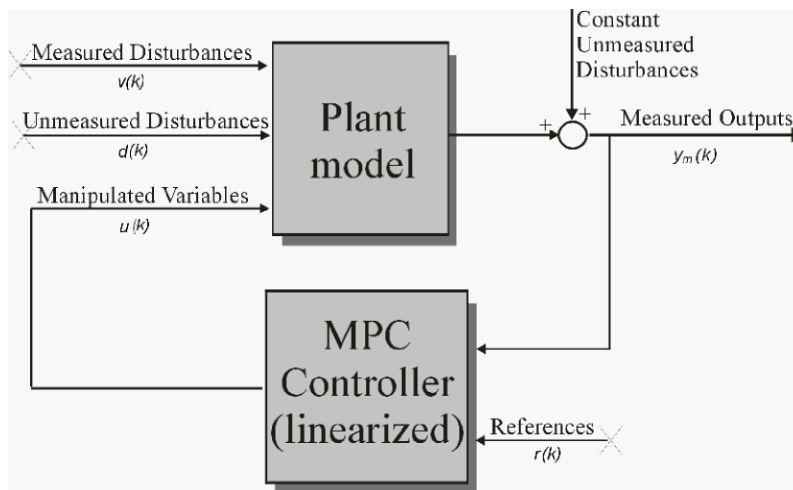 Constant
Unmeasured
Disturbances
Measured Disturbances
v(k)
Unmeasured Disturbances
d(k)
Manipulated Variables
u(k)
Plant
model
+
+
Measured Outputs
ym(k)
MPC
Controller
(linearized)
References
r(k)